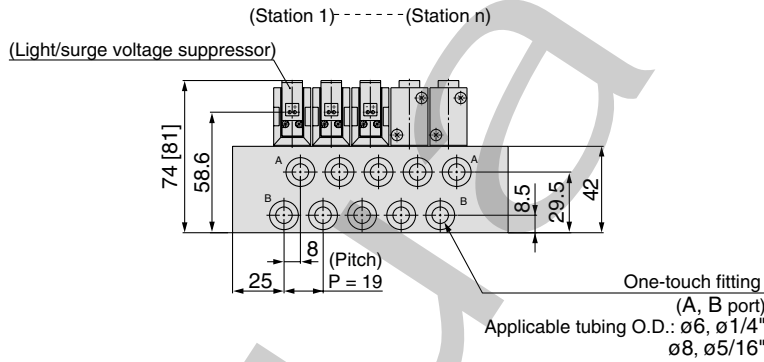 (Station 1) (Station n)
(Light/surge voltage suppressor)
74 [81]
58.6
A A
B B
8.5
29.5
42
8
25
(Pitch)
P = 19
One-touch fitting
(A, B port)
Applicable tubing O.D.: ø6, ø1/4"
ø8, ø5/16"